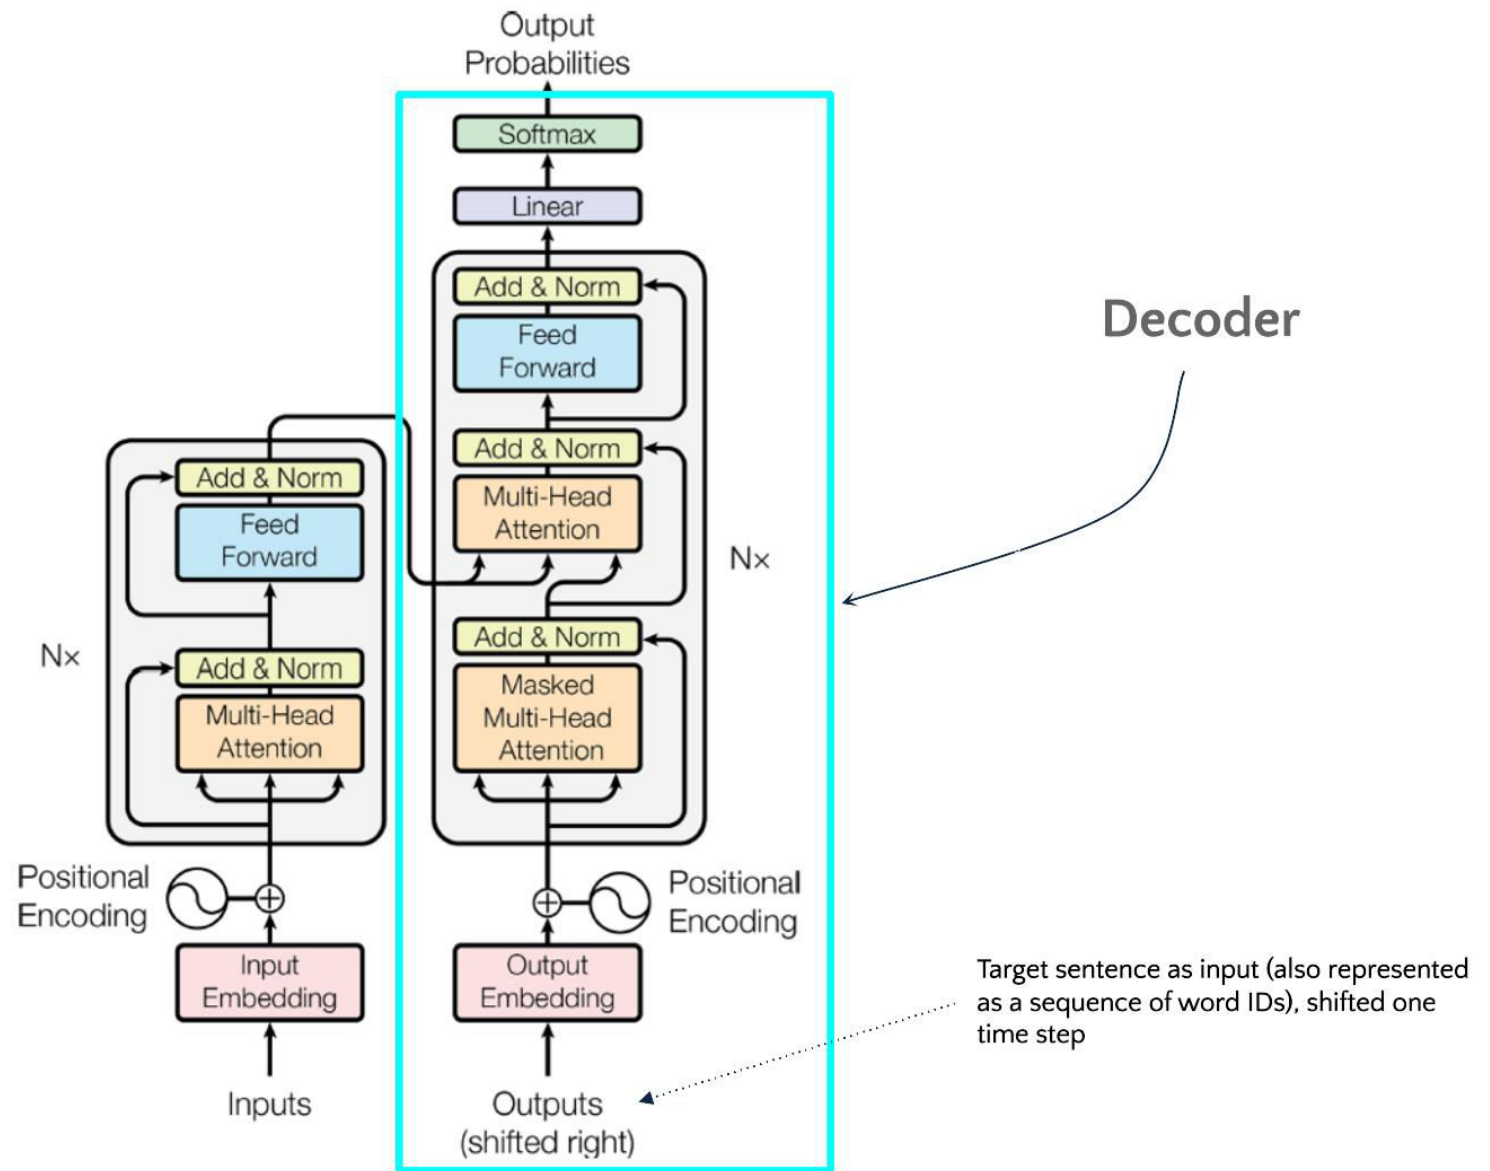 Output
Probabilities
Softmax
Linear
Add & Norm
Feed
Forward
Add & Norm
Multi-Head
Attention
Nx
Add & Norm
Masked
Multi-Head
Attention
Positional
Encoding
Output
Embedding
Outputs
(shifted right)
Add & Norm
Feed
Forward
Nx
Add & Norm
Multi-Head
Attention
Positional
Encoding
Input
Embedding
Inputs
Decoder
Target sentence as input (also represented
as a sequence of word IDs), shifted one
time step